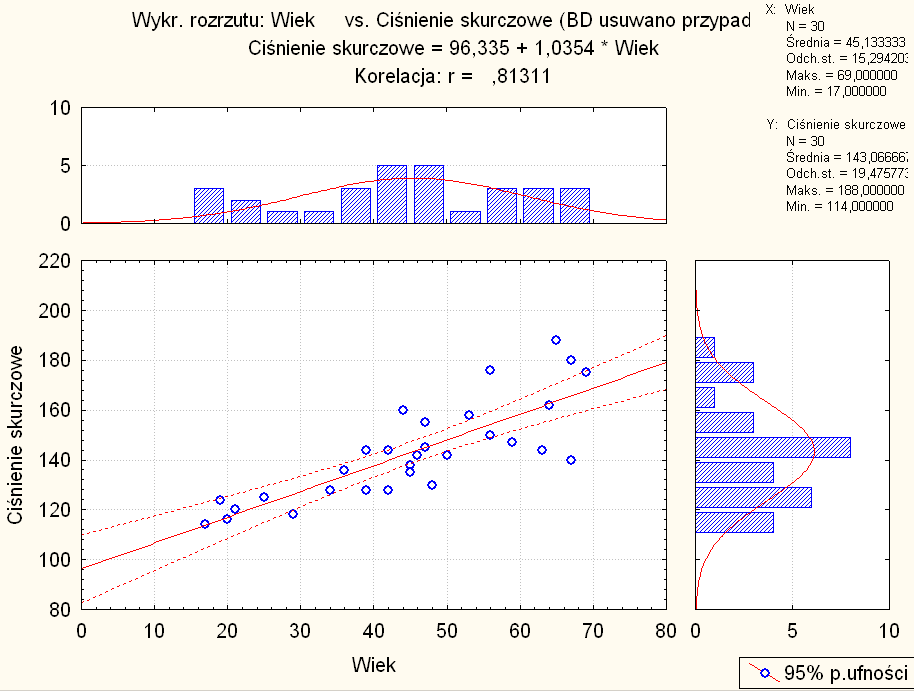 Wykr. rozrzutu: Wiek vs. Ciśnienie skurczowe (BD usuwano przypad
Ciśnienie skurczowe = 96,335 + 1,0354 * Wiek
Korelacja: r = ,81311
X: Wiek
N = 30
Średnia = 45,133333
Odch.st. = 15,294203
Maks. = 69,000000
Min. = 17,000000
Y: Ciśnienie skurczowe
N = 30
Średnia = 143,066667
Odch.st. = 19,475773
Maks. = 188,000000
Min. = 114,000000
10
5
0
220
200
180
160
140
120
100
80
Ciśnienie skurczowe
0 10 20 30 40 50 60 70 80
0 5 10
Wiek
95% p.ufności